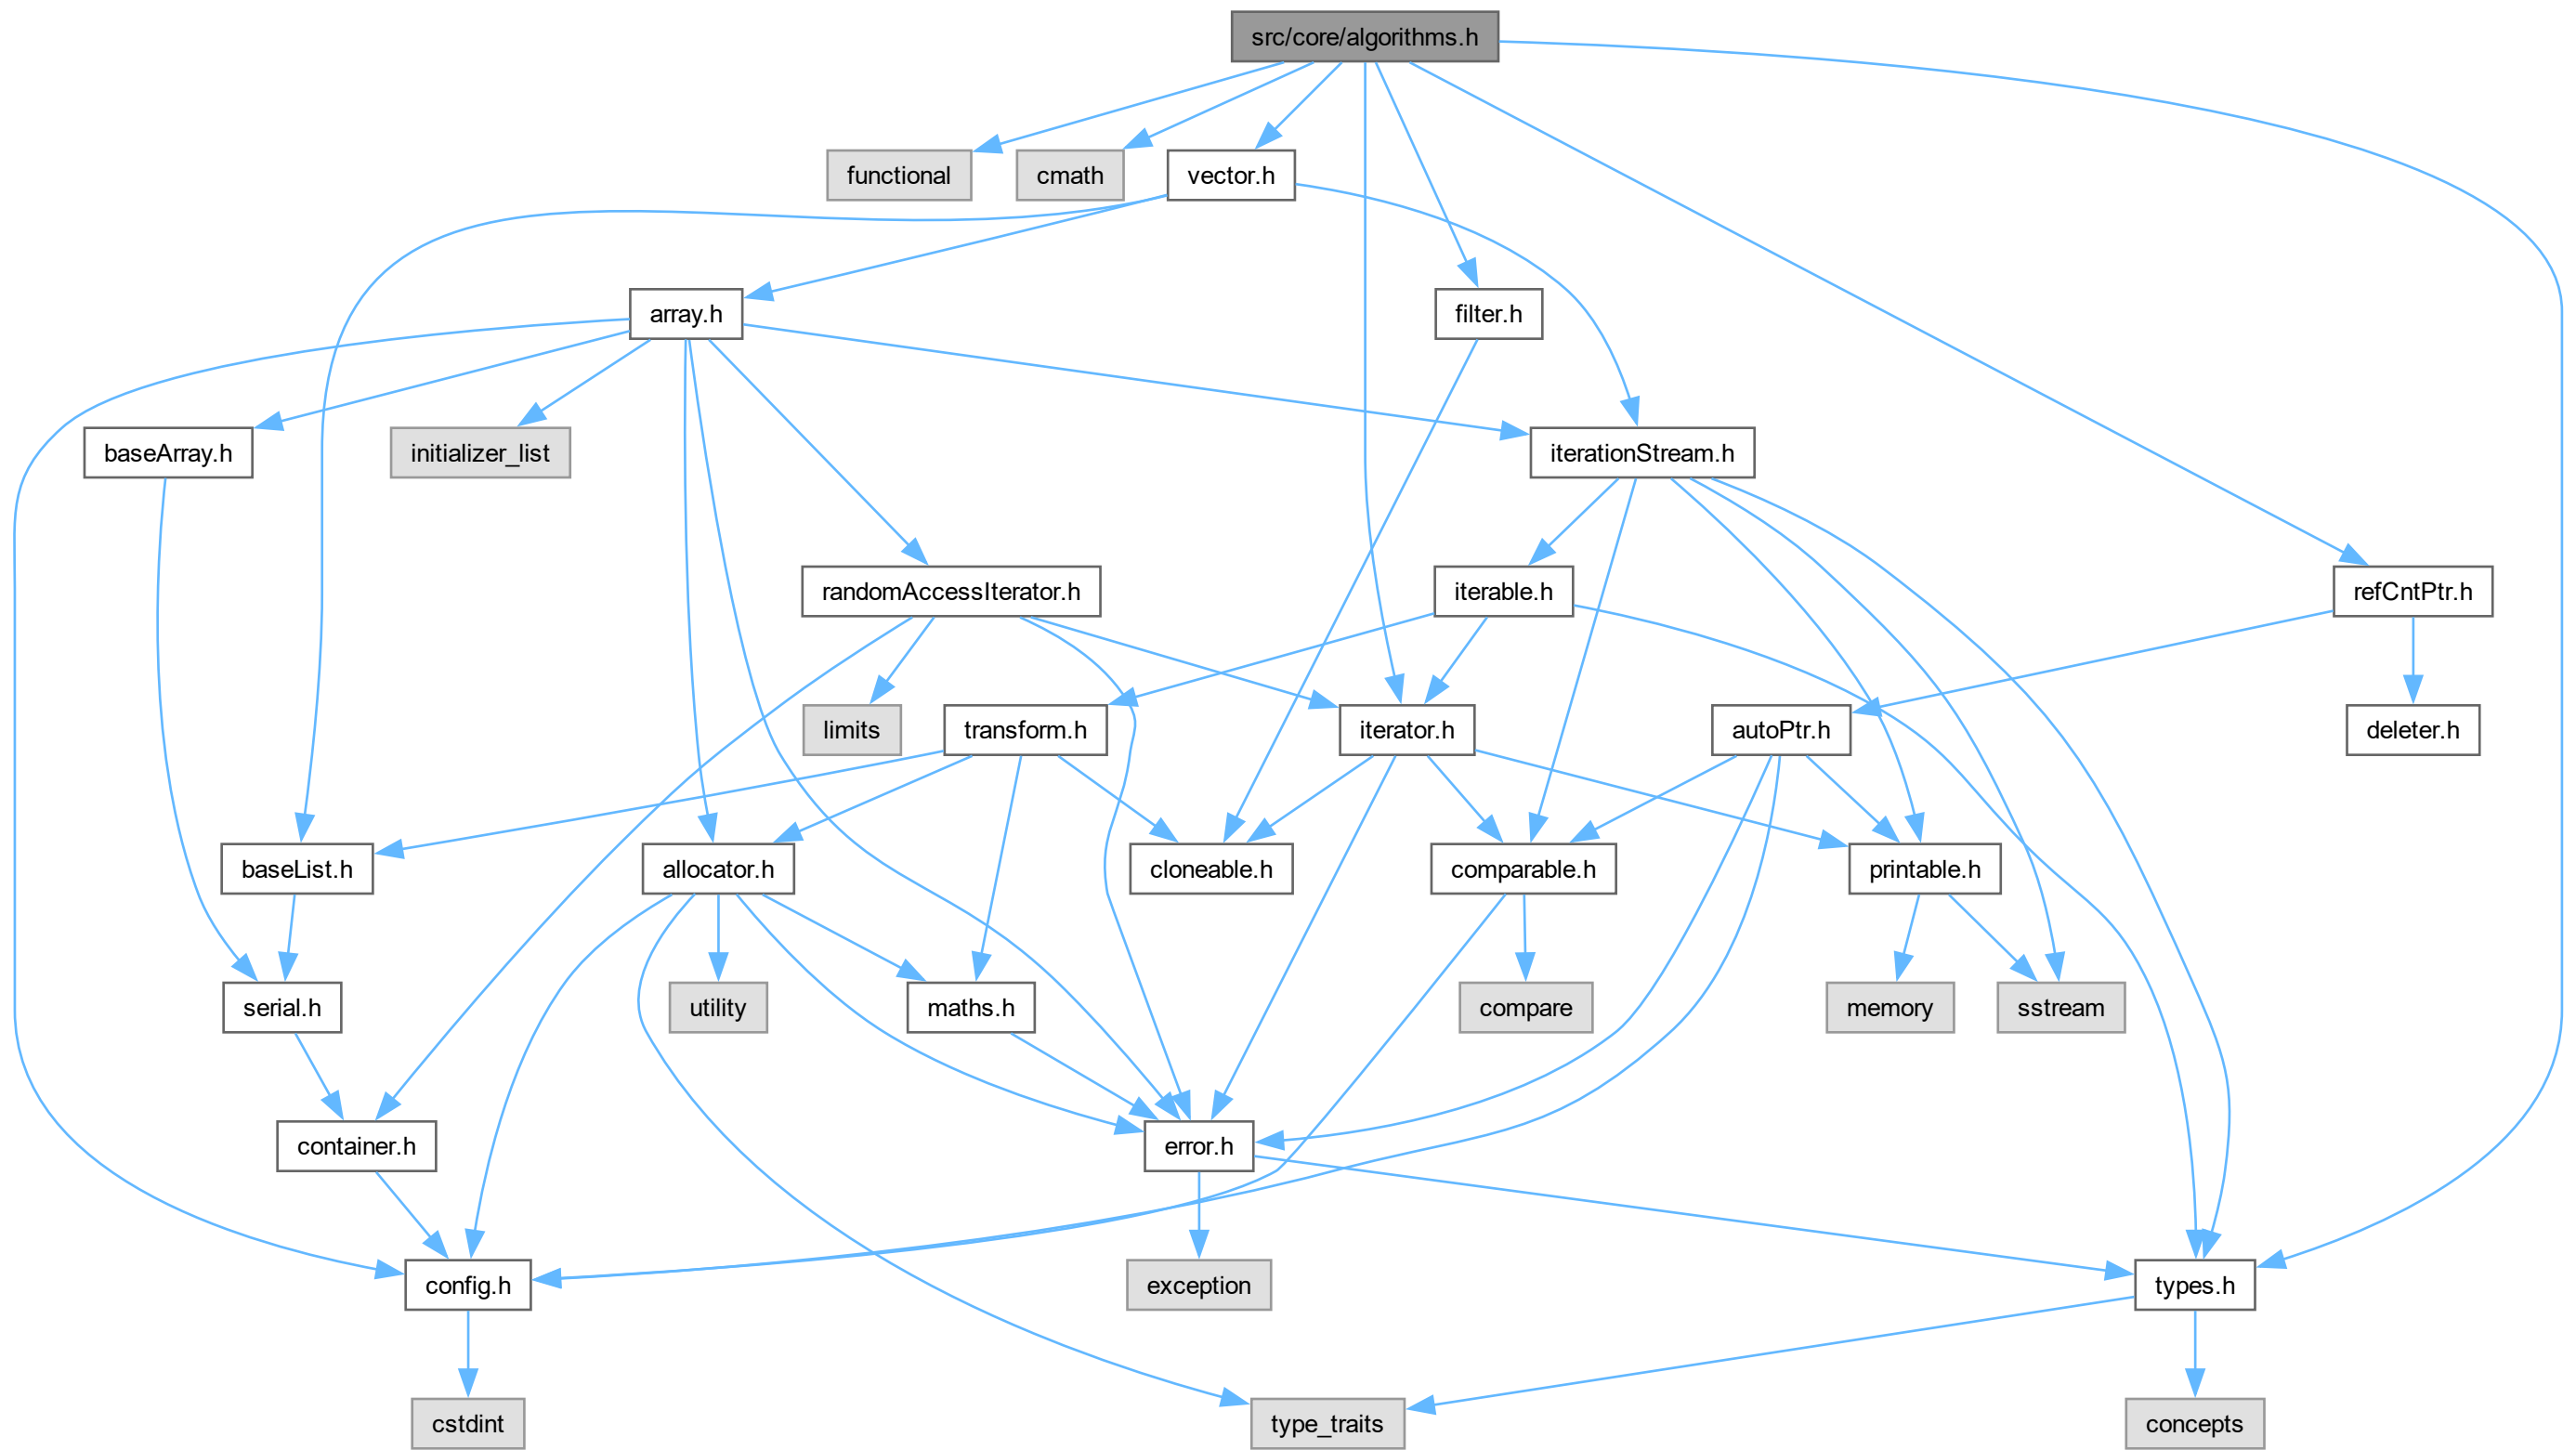 src/core/algorithms.h
functional
cmath
vector.h
array.h
filter.h
baseArray.h
initializer_list
iterationStream.h
randomAccessIterator.h
iterable.h
refCntPtr.h
limits
transform.h
iterator.h
autoPtr.h
deleter.h
baseList.h
allocator.h
cloneable.h
comparable.h
printable.h
serial.h
utility
maths.h
compare
memory
sstream
container.h
error.h
config.h
exception
types.h
cstdint
type_traits
concepts